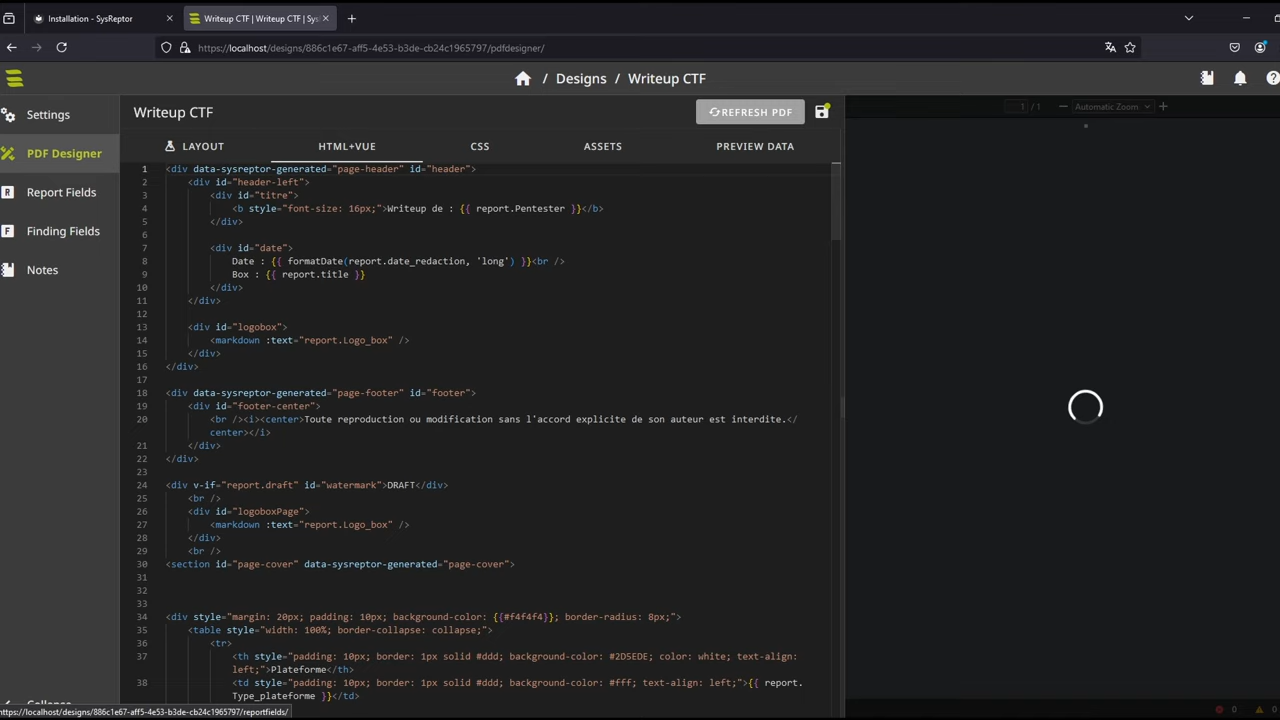 Installation - SysReptor
Writeup CTF | Writeup CTF | Sys
https://localhost/designs/886c1e67-aff5-4e53-b3de-cb24c1965797/pdfdesigner/
/ Designs / Writeup CTF
Settings
PDF Designer
Report Fields
Finding Fields
Notes
Writeup CTF
REFRESH PDF
1 / 1
Automatic Zoom
LAYOUT
HTML+VUE
CSS
ASSETS
PREVIEW DATA
1 <div data-sysreptor-generated="page-header" id="header">
2 <div id="header-left">
3 <div id="titre">
4 <b style="font-size: 16px;">Writeup de : {{ report.Pentester }}</b>
5 </div>
6
7 <div id="date">
8 Date : {{ formatDate(report.date_redaction, 'long') }}<br />
9 Box : {{ report.title }}
10 </div>
11 </div>
12
13 <div id="logobox">
14 <markdown :text="report.Logo_box" />
15 </div>
16 </div>
17
18 <div data-sysreptor-generated="page-footer" id="footer">
19 <div id="footer-center">
20 <br /><i><center>Toute reproduction ou modification sans l'accord explicite de son auteur est interdite.</
center></i>
21 </div>
22 </div>
23
24 <div v-if="report.draft" id="watermark">DRAFT</div>
25 <br />
26 <div id="logoboxPage">
27 <markdown :text="report.Logo_box" />
28 </div>
29 <br />
30 <section id="page-cover" data-sysreptor-generated="page-cover">
31
32
33
34 <div style="margin: 20px; padding: 10px; background-color: {{#f4f4f4}}; border-radius: 8px;">
35 <table style="width: 100%; border-collapse: collapse;">
36 <tr>
37 <th style="padding: 10px; border: 1px solid #ddd; background-color: #2D5EDE; color: white; text-align:
left;">Plateforme</th>
38 <td style="padding: 10px; border: 1px solid #ddd; background-color: #fff; text-align: left;">{{ report.
Type_plateforme }}</td>
Collapse
https://localhost/designs/886c1e67-aff5-4e53-b3de-cb24c1965797/reportfields/
0 0